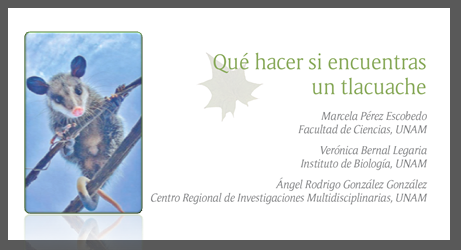 Qué hacer si encuentras
un tlacuache
Marcela Pérez Escobedo
Facultad de Ciencias, UNAM
Verónica Bernal Legaria
Instituto de Biología, UNAM
Ángel Rodrigo González González
Centro Regional de Investigaciones Multidisciplinarias, UNAM